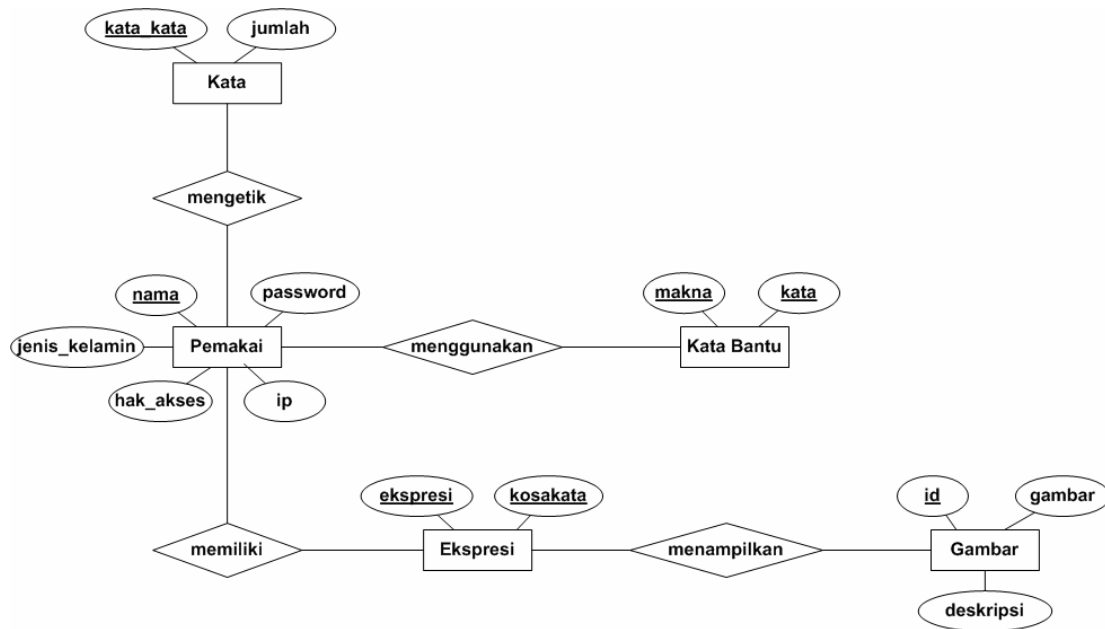 kata_kata
jumlah
Kata
mengetik
nama
password
jenis_kelamin
Pemakai
hak_akses
ip
menggunakan
makna
kata
Kata Bantu
memiliki
ekspresi
kosakata
Ekspresi
menampilkan
id
gambar
Gambar
deskripsi